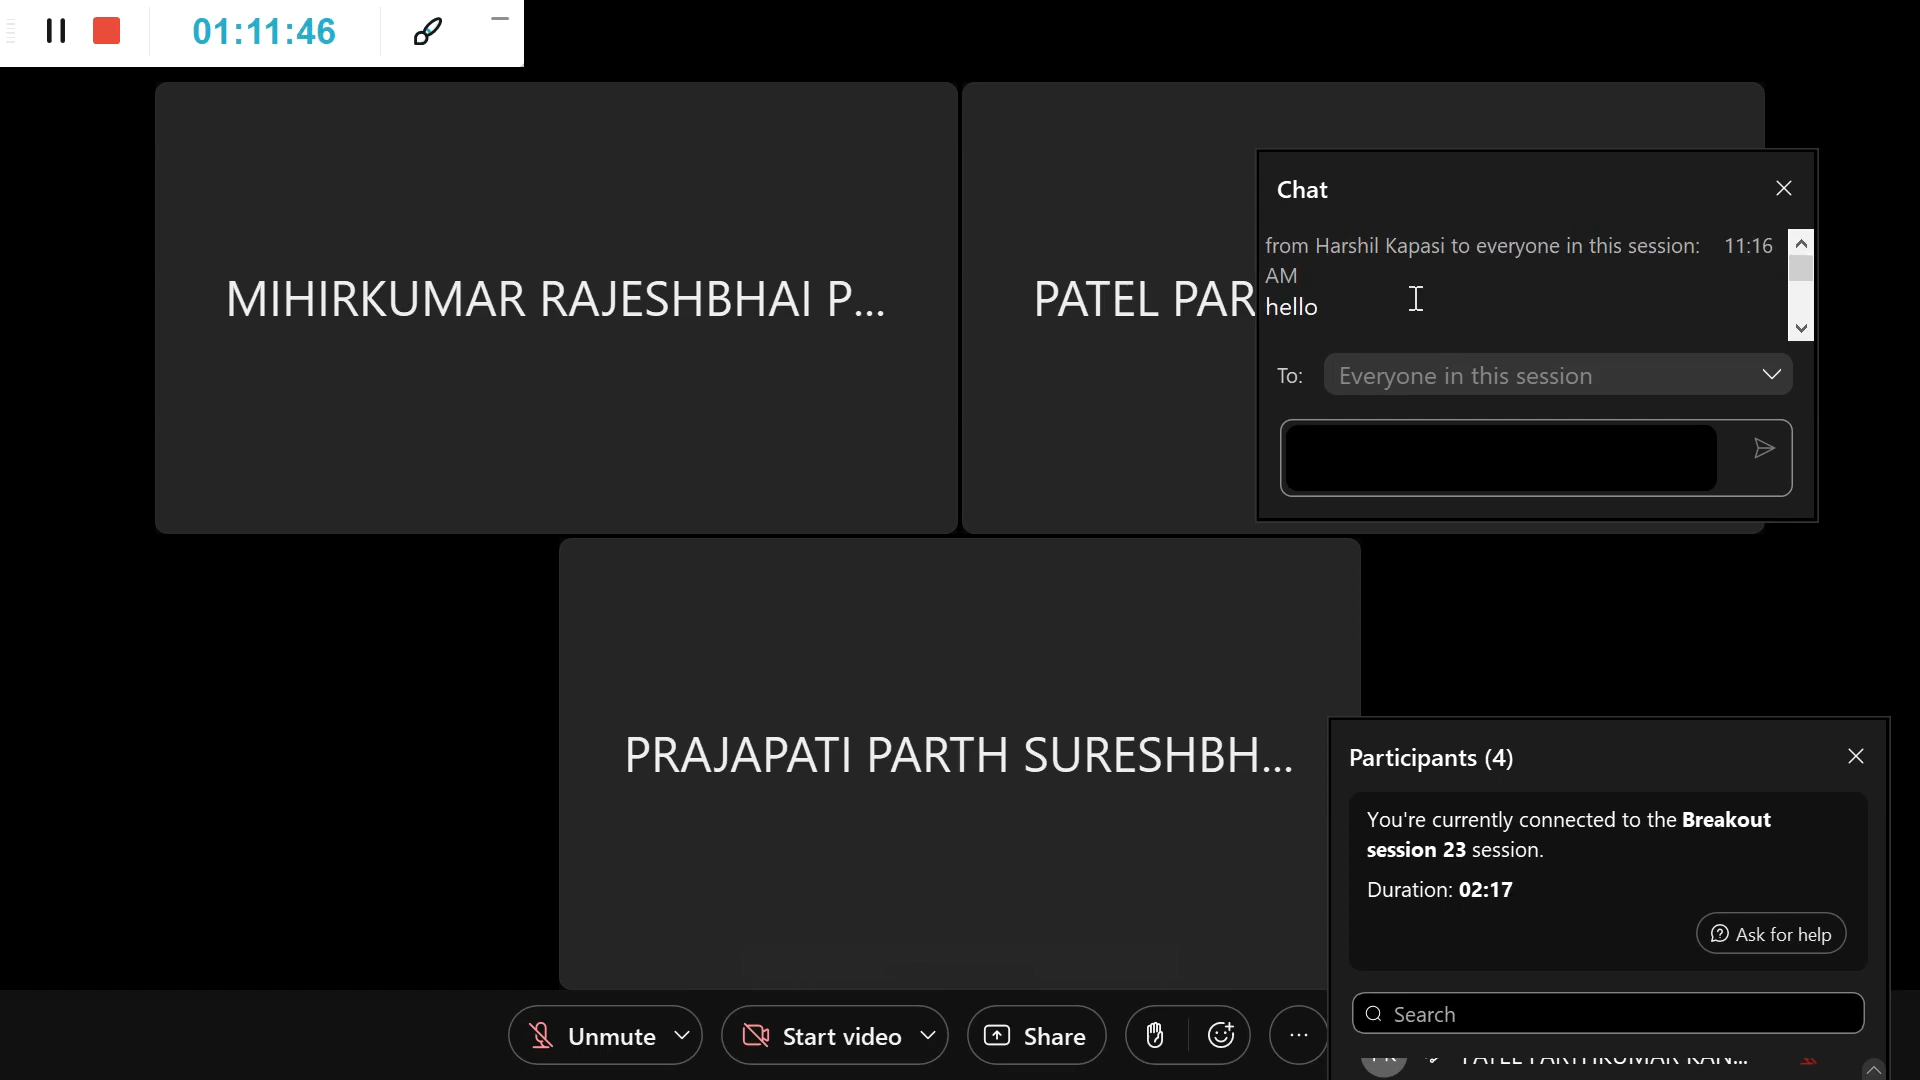 01:11:46
MIHIRKUMAR RAJESHBHAI P...
PATEL PAR
Chat
from Harshil Kapasi to everyone in this session: 11:16
AM
hello
To: Everyone in this session
PRAJAPATI PARTH SURESHBH...
Participants (4)
You're currently connected to the Breakout
session 23 session.
Duration: 02:17
Ask for help
Search
Unmute
Start video
Share